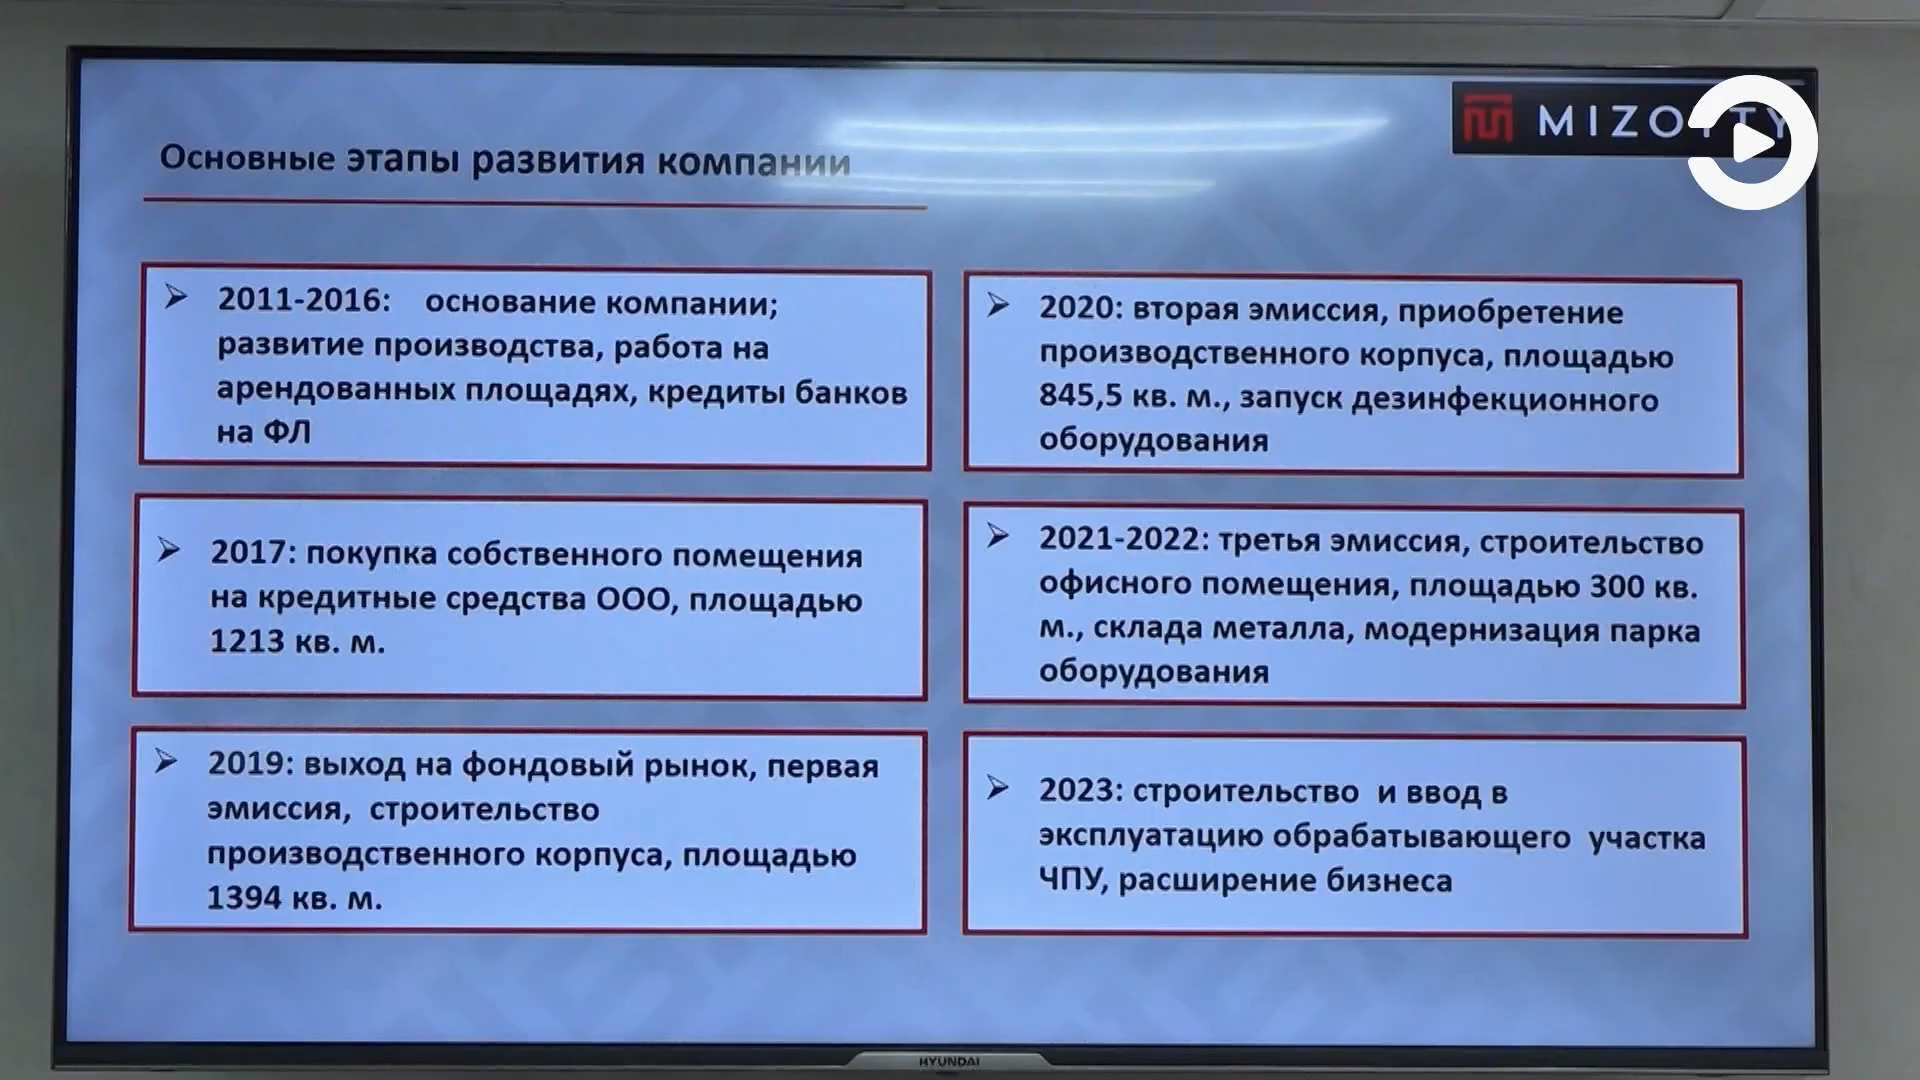 MIZOTTY
Основные этапы развития компании
➢ 2011-2016: основание компании;
развитие производства, работа на
арендованных площадях, кредиты банков
на ФЛ
➢ 2017: покупка собственного помещения
на кредитные средства ООО, площадью
1213 кв. м.
➢ 2019: выход на фондовый рынок, первая
эмиссия, строительство
производственного корпуса, площадью
1394 кв. м.
➢ 2020: вторая эмиссия, приобретение
производственного корпуса, площадью
845,5 кв. м., запуск дезинфекционного
оборудования
➢ 2021-2022: третья эмиссия, строительство
офисного помещения, площадью 300 кв.
м., склада металла, модернизация парка
оборудования
➢ 2023: строительство и ввод в
эксплуатацию обрабатывающего участка
ЧПУ, расширение бизнеса
HYUNDAI